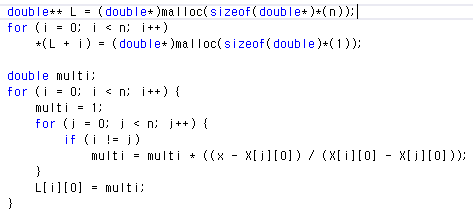 double** L = (double*)malloc(sizeof(double*)*(n));
for (i = 0; i < n; i++)
*(L + i) = (double*)malloc(sizeof(double)*(1));
double multi;
for (i = 0; i < n; i++) {
multi = 1;
for (j = 0; j < n; j++) {
if (i != j)
multi = multi * ((x - X[j][0]) / (X[i][0] - X[j][0]));
}
L[i][0] = multi;
}